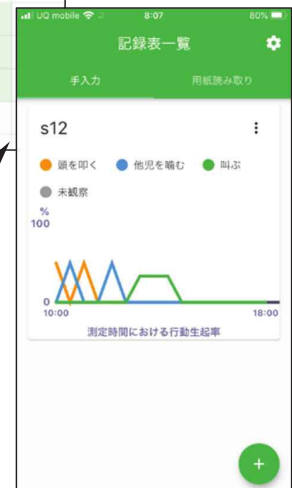 UQ mobile 8:07 80%
記録表一覧
手入力 用紙読み取り
s12
頭を叩く 他児を噛む 叫ぶ
未観察
%
100
0
10:00 18:00
測定時間における行動生起率
+